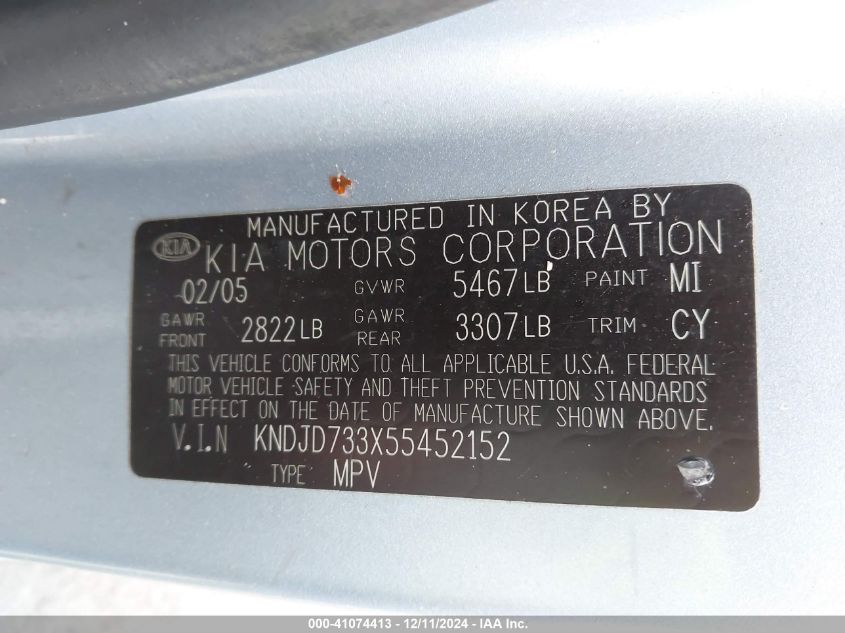 MANUFACTURED IN KOREA BY
KIA KIA MOTORS CORPORATION
02/05 GVWR 5467LB PAINT MI
GAWR FRONT 2822LB GAWR REAR 3307LB TRIM CY
THIS VEHICLE CONFORMS TO ALL APPLICABLE U.S.A. FEDERAL
MOTOR VEHICLE SAFETY AND THEFT PREVENTION STANDARDS
IN EFFECT ON THE DATE OF MANUFACTURE SHOWN ABOVE.
V.I.N KNDJD733X55452152
TYPE MPV
000-41074413 - 12/11/2024 - IAA Inc.